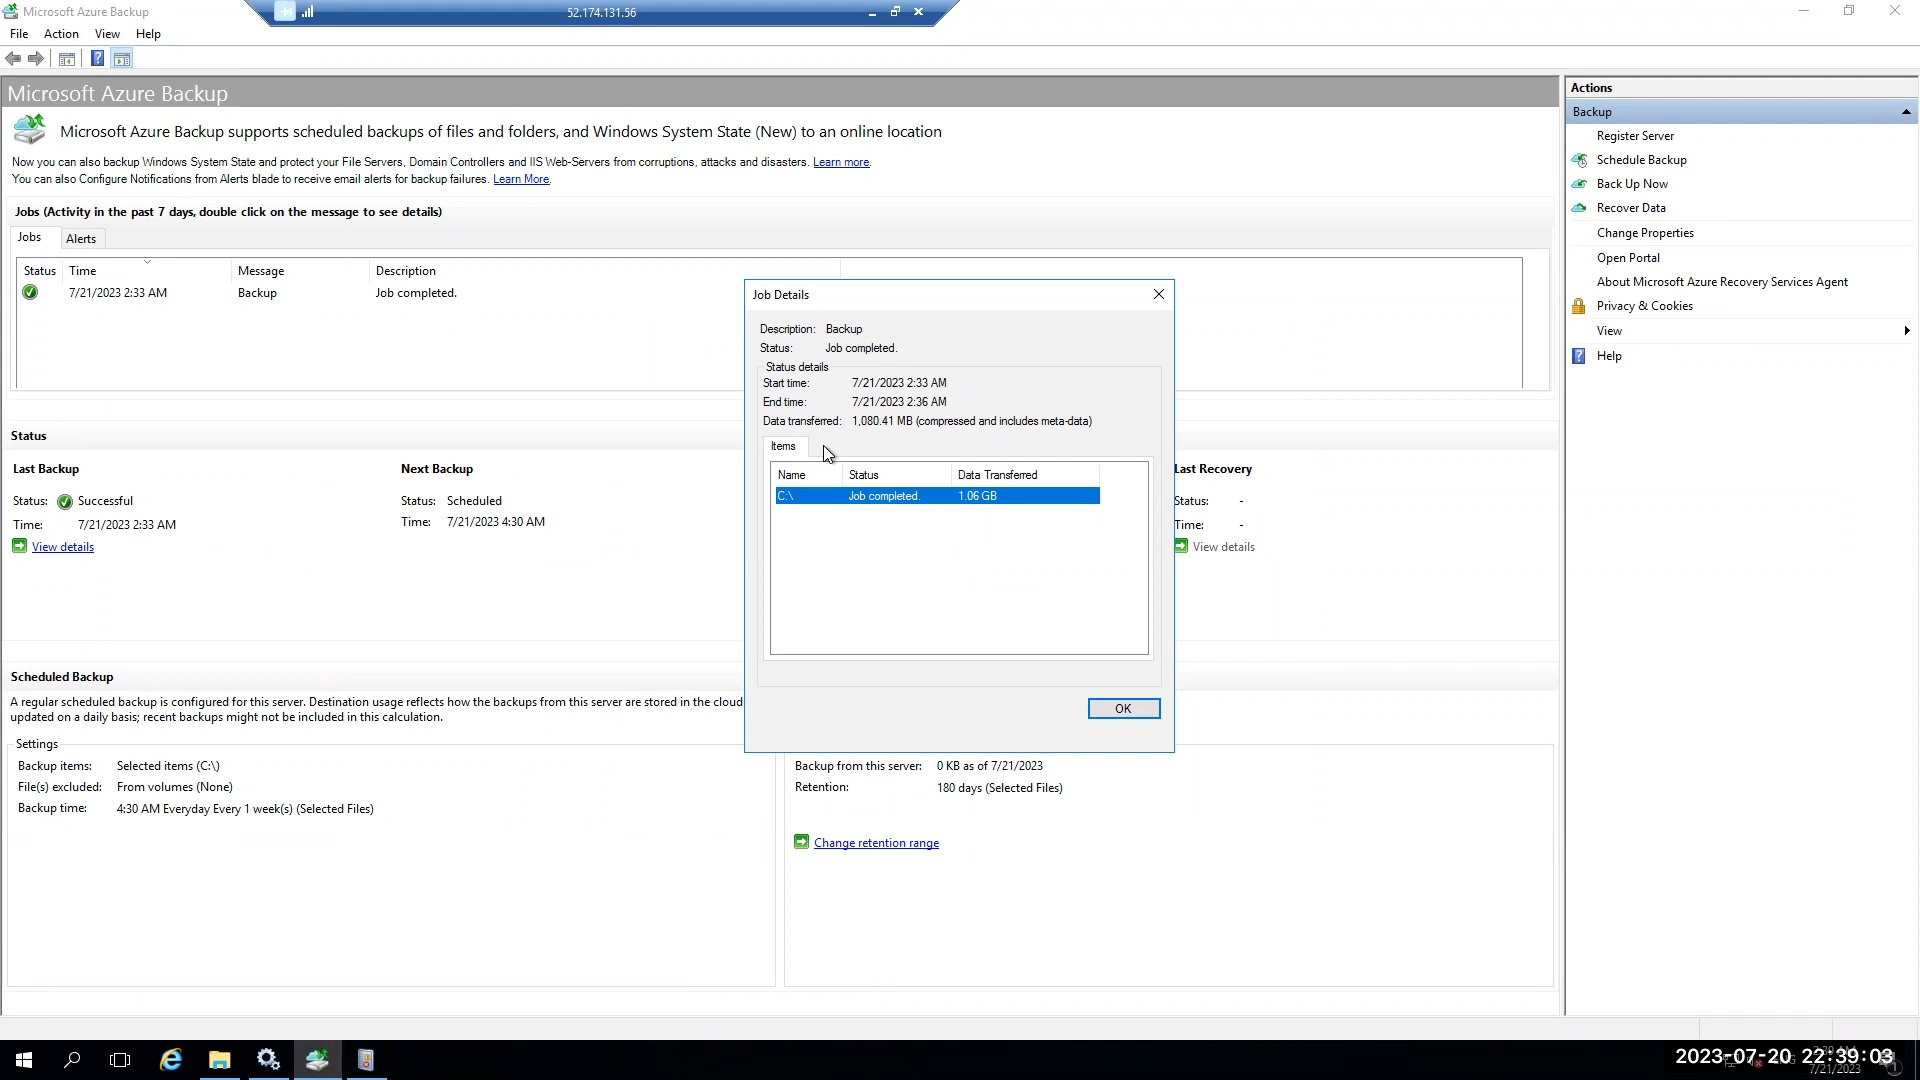 Microsoft Azure Backup
52.174.131.56
File Action View Help
Microsoft Azure Backup
Microsoft Azure Backup supports scheduled backups of files and folders, and Windows System State (New) to an online location
Now you can also backup Windows System State and protect your File Servers, Domain Controllers and IIS Web-Servers from corruptions, attacks and disasters. Learn more.
You can also Configure Notifications from Alerts blade to receive email alerts for backup failures. Learn More.
Jobs (Activity in the past 7 days, double click on the message to see details)
Jobs Alerts
Status Time Message Description
7/21/2023 2:33 AM Backup Job completed.
Status
Last Backup
Status: Successful
Time: 7/21/2023 2:33 AM
View details
Next Backup
Status: Scheduled
Time: 7/21/2023 4:30 AM
Last Recovery
Status: -
Time: -
View details
Job Details
Description: Backup
Status: Job completed.
Status details
Start time: 7/21/2023 2:33 AM
End time: 7/21/2023 2:36 AM
Data transferred: 1,080.41 MB (compressed and includes meta-data)
Items
Name Status Data Transferred
C:\ Job completed. 1.06 GB
OK
Scheduled Backup
A regular scheduled backup is configured for this server. Destination usage reflects how the backups from this server are stored in the cloud
updated on a daily basis; recent backups might not be included in this calculation.
Settings
Backup items: Selected items (C:\)
File(s) excluded: From volumes (None)
Backup time: 4:30 AM Everyday Every 1 week(s) (Selected Files)
Backup from this server: 0 KB as of 7/21/2023
Retention: 180 days (Selected Files)
Change retention range
Actions
Backup
Register Server
Schedule Backup
Back Up Now
Recover Data
Change Properties
Open Portal
About Microsoft Azure Recovery Services Agent
Privacy & Cookies
View
Help
2023-07-20 22:39:03
7/21/2023